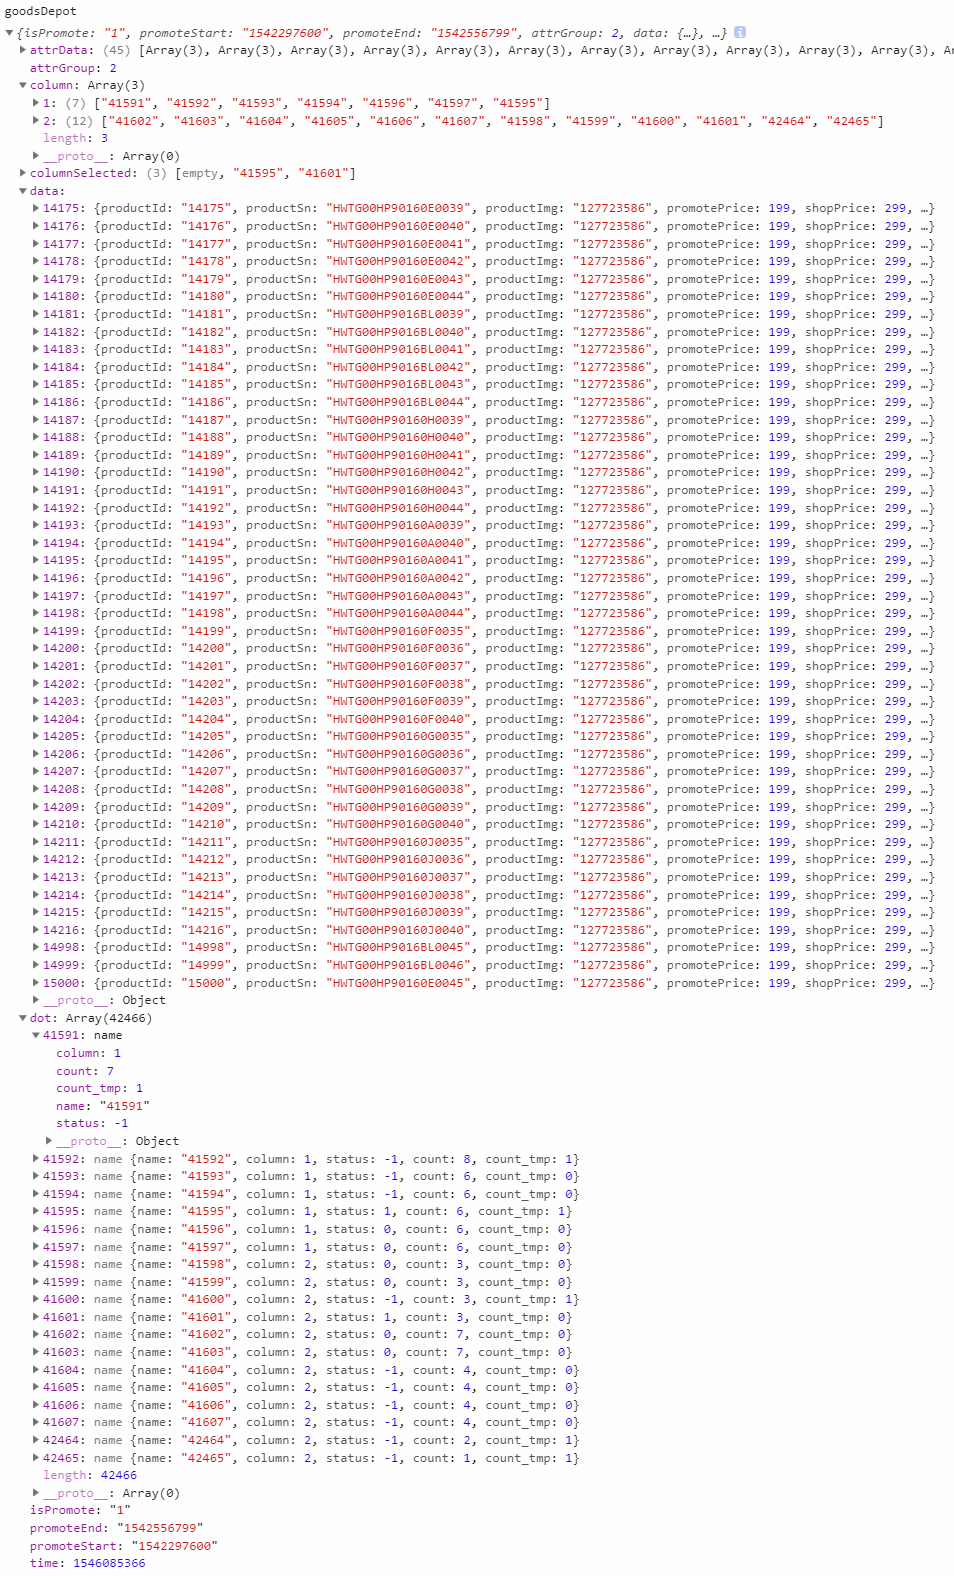 goodsDepot
{isPromote: "1", promoteStart: "1542297600", promoteEnd: "1542556799", attrGroup: 2, data: {…}, …}
attrData: (45) [Array(3), Array(3), Array(3), Array(3), Array(3), Array(3), Array(3), Array(3), Array(3), Array(3), Array(3), Ar
attrGroup: 2
column: Array(3)
1: (7) ["41591", "41592", "41593", "41594", "41596", "41597", "41595"]
2: (12) ["41602", "41603", "41604", "41605", "41606", "41607", "41598", "41599", "41600", "41601", "42464", "42465"]
length: 3
__proto__: Array(0)
columnSelected: (3) [empty, "41595", "41601"]
data:
14175: {productId: "14175", productSn: "HWTG00HP90160E0039", productImg: "127723586", promotePrice: 199, shopPrice: 299, …}
14176: {productId: "14176", productSn: "HWTG00HP90160E0040", productImg: "127723586", promotePrice: 199, shopPrice: 299, …}
14177: {productId: "14177", productSn: "HWTG00HP90160E0041", productImg: "127723586", promotePrice: 199, shopPrice: 299, …}
14178: {productId: "14178", productSn: "HWTG00HP90160E0042", productImg: "127723586", promotePrice: 199, shopPrice: 299, …}
14179: {productId: "14179", productSn: "HWTG00HP90160E0043", productImg: "127723586", promotePrice: 199, shopPrice: 299, …}
14180: {productId: "14180", productSn: "HWTG00HP90160E0044", productImg: "127723586", promotePrice: 199, shopPrice: 299, …}
14181: {productId: "14181", productSn: "HWTG00HP9016BL0039", productImg: "127723586", promotePrice: 199, shopPrice: 299, …}
14182: {productId: "14182", productSn: "HWTG00HP9016BL0040", productImg: "127723586", promotePrice: 199, shopPrice: 299, …}
14183: {productId: "14183", productSn: "HWTG00HP9016BL0041", productImg: "127723586", promotePrice: 199, shopPrice: 299, …}
14184: {productId: "14184", productSn: "HWTG00HP9016BL0042", productImg: "127723586", promotePrice: 199, shopPrice: 299, …}
14185: {productId: "14185", productSn: "HWTG00HP9016BL0043", productImg: "127723586", promotePrice: 199, shopPrice: 299, …}
14186: {productId: "14186", productSn: "HWTG00HP9016BL0044", productImg: "127723586", promotePrice: 199, shopPrice: 299, …}
14187: {productId: "14187", productSn: "HWTG00HP90160H0039", productImg: "127723586", promotePrice: 199, shopPrice: 299, …}
14188: {productId: "14188", productSn: "HWTG00HP90160H0040", productImg: "127723586", promotePrice: 199, shopPrice: 299, …}
14189: {productId: "14189", productSn: "HWTG00HP90160H0041", productImg: "127723586", promotePrice: 199, shopPrice: 299, …}
14190: {productId: "14190", productSn: "HWTG00HP90160H0042", productImg: "127723586", promotePrice: 199, shopPrice: 299, …}
14191: {productId: "14191", productSn: "HWTG00HP90160H0043", productImg: "127723586", promotePrice: 199, shopPrice: 299, …}
14192: {productId: "14192", productSn: "HWTG00HP90160H0044", productImg: "127723586", promotePrice: 199, shopPrice: 299, …}
14193: {productId: "14193", productSn: "HWTG00HP90160A0039", productImg: "127723586", promotePrice: 199, shopPrice: 299, …}
14194: {productId: "14194", productSn: "HWTG00HP90160A0040", productImg: "127723586", promotePrice: 199, shopPrice: 299, …}
14195: {productId: "14195", productSn: "HWTG00HP90160A0041", productImg: "127723586", promotePrice: 199, shopPrice: 299, …}
14196: {productId: "14196", productSn: "HWTG00HP90160A0042", productImg: "127723586", promotePrice: 199, shopPrice: 299, …}
14197: {productId: "14197", productSn: "HWTG00HP90160A0043", productImg: "127723586", promotePrice: 199, shopPrice: 299, …}
14198: {productId: "14198", productSn: "HWTG00HP90160A0044", productImg: "127723586", promotePrice: 199, shopPrice: 299, …}
14199: {productId: "14199", productSn: "HWTG00HP90160F0035", productImg: "127723586", promotePrice: 199, shopPrice: 299, …}
14200: {productId: "14200", productSn: "HWTG00HP90160F0036", productImg: "127723586", promotePrice: 199, shopPrice: 299, …}
14201: {productId: "14201", productSn: "HWTG00HP90160F0037", productImg: "127723586", promotePrice: 199, shopPrice: 299, …}
14202: {productId: "14202", productSn: "HWTG00HP90160F0038", productImg: "127723586", promotePrice: 199, shopPrice: 299, …}
14203: {productId: "14203", productSn: "HWTG00HP90160F0039", productImg: "127723586", promotePrice: 199, shopPrice: 299, …}
14204: {productId: "14204", productSn: "HWTG00HP90160F0040", productImg: "127723586", promotePrice: 199, shopPrice: 299, …}
14205: {productId: "14205", productSn: "HWTG00HP90160G0035", productImg: "127723586", promotePrice: 199, shopPrice: 299, …}
14206: {productId: "14206", productSn: "HWTG00HP90160G0036", productImg: "127723586", promotePrice: 199, shopPrice: 299, …}
14207: {productId: "14207", productSn: "HWTG00HP90160G0037", productImg: "127723586", promotePrice: 199, shopPrice: 299, …}
14208: {productId: "14208", productSn: "HWTG00HP90160G0038", productImg: "127723586", promotePrice: 199, shopPrice: 299, …}
14209: {productId: "14209", productSn: "HWTG00HP90160G0039", productImg: "127723586", promotePrice: 199, shopPrice: 299, …}
14210: {productId: "14210", productSn: "HWTG00HP90160G0040", productImg: "127723586", promotePrice: 199, shopPrice: 299, …}
14211: {productId: "14211", productSn: "HWTG00HP90160J0035", productImg: "127723586", promotePrice: 199, shopPrice: 299, …}
14212: {productId: "14212", productSn: "HWTG00HP90160J0036", productImg: "127723586", promotePrice: 199, shopPrice: 299, …}
14213: {productId: "14213", productSn: "HWTG00HP90160J0037", productImg: "127723586", promotePrice: 199, shopPrice: 299, …}
14214: {productId: "14214", productSn: "HWTG00HP90160J0038", productImg: "127723586", promotePrice: 199, shopPrice: 299, …}
14215: {productId: "14215", productSn: "HWTG00HP90160J0039", productImg: "127723586", promotePrice: 199, shopPrice: 299, …}
14216: {productId: "14216", productSn: "HWTG00HP90160J0040", productImg: "127723586", promotePrice: 199, shopPrice: 299, …}
14998: {productId: "14998", productSn: "HWTG00HP9016BL0045", productImg: "127723586", promotePrice: 199, shopPrice: 299, …}
14999: {productId: "14999", productSn: "HWTG00HP9016BL0046", productImg: "127723586", promotePrice: 199, shopPrice: 299, …}
15000: {productId: "15000", productSn: "HWTG00HP90160E0045", productImg: "127723586", promotePrice: 199, shopPrice: 299, …}
__proto__: Object
dot: Array(42466)
41591: name
column: 1
count: 7
count_tmp: 1
name: "41591"
status: -1
__proto__: Object
41592: name {name: "41592", column: 1, status: -1, count: 8, count_tmp: 1}
41593: name {name: "41593", column: 1, status: -1, count: 6, count_tmp: 0}
41594: name {name: "41594", column: 1, status: -1, count: 6, count_tmp: 0}
41595: name {name: "41595", column: 1, status: 1, count: 6, count_tmp: 1}
41596: name {name: "41596", column: 1, status: 0, count: 6, count_tmp: 0}
41597: name {name: "41597", column: 1, status: 0, count: 6, count_tmp: 0}
41598: name {name: "41598", column: 2, status: 0, count: 3, count_tmp: 0}
41599: name {name: "41599", column: 2, status: 0, count: 3, count_tmp: 0}
41600: name {name: "41600", column: 2, status: -1, count: 3, count_tmp: 1}
41601: name {name: "41601", column: 2, status: 1, count: 3, count_tmp: 0}
41602: name {name: "41602", column: 2, status: 0, count: 7, count_tmp: 0}
41603: name {name: "41603", column: 2, status: 0, count: 7, count_tmp: 0}
41604: name {name: "41604", column: 2, status: -1, count: 4, count_tmp: 0}
41605: name {name: "41605", column: 2, status: -1, count: 4, count_tmp: 0}
41606: name {name: "41606", column: 2, status: -1, count: 4, count_tmp: 0}
41607: name {name: "41607", column: 2, status: -1, count: 4, count_tmp: 0}
42464: name {name: "42464", column: 2, status: -1, count: 2, count_tmp: 1}
42465: name {name: "42465", column: 2, status: -1, count: 1, count_tmp: 1}
length: 42466
__proto__: Array(0)
isPromote: "1"
promoteEnd: "1542556799"
promoteStart: "1542297600"
time: 1546085366